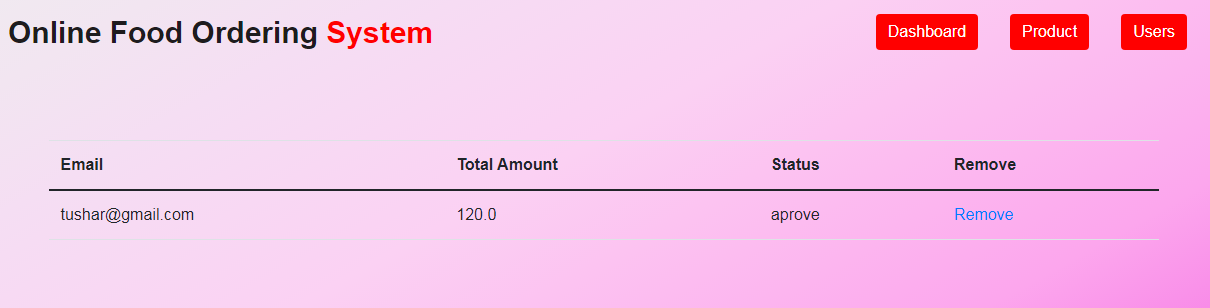 Online Food Ordering System Dashboard Product Users
Email Total Amount Status Remove
tushar@gmail.com 120.0 aprove Remove